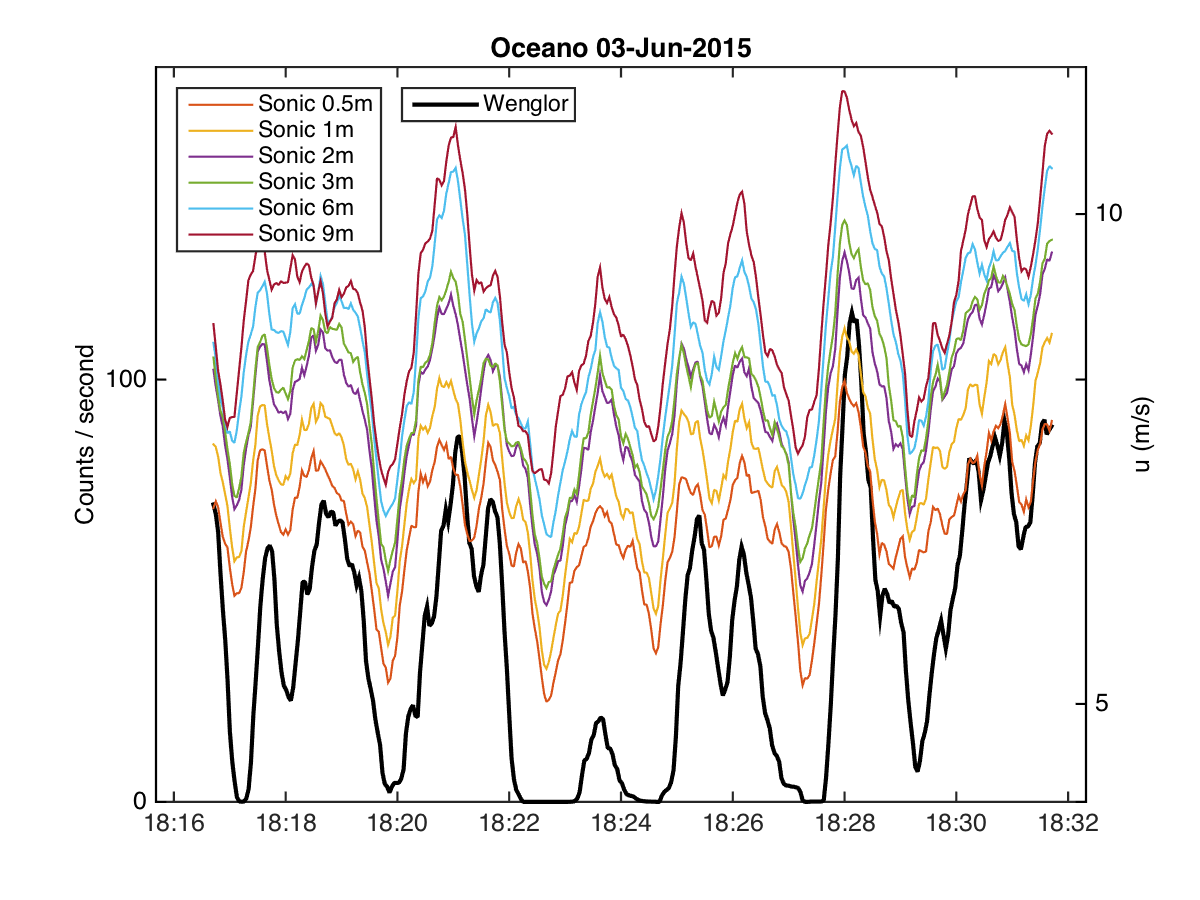 Oceano 03-Jun-2015
Sonic 0.5m
Sonic 1m
Sonic 2m
Sonic 3m
Sonic 6m
Sonic 9m
Wenglor
Counts / second
100
0
10
5
u (m/s)
18:16 18:18 18:20 18:22 18:24 18:26 18:28 18:30 18:32